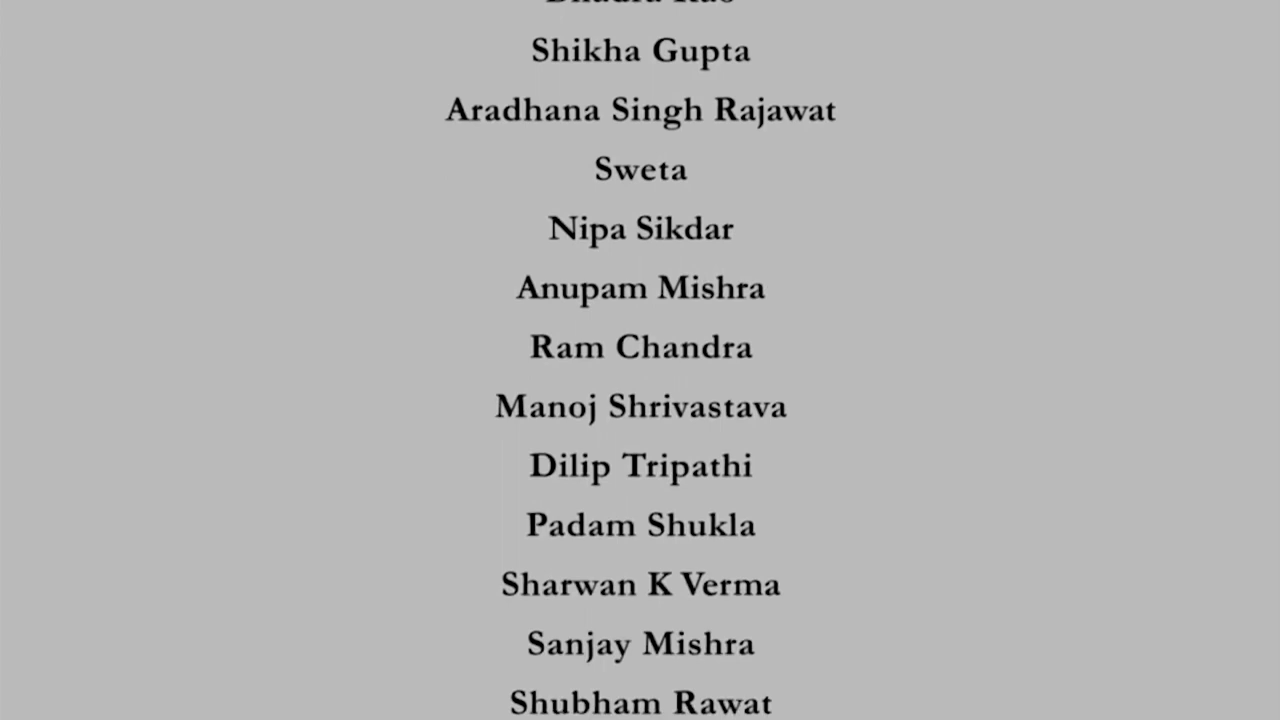 Shikha Gupta
Aradhana Singh Rajawat
Sweta
Nipa Sikdar
Anupam Mishra
Ram Chandra
Manoj Shrivastava
Dilip Tripathi
Padam Shukla
Sharwan K Verma
Sanjay Mishra
Shubham Rawat